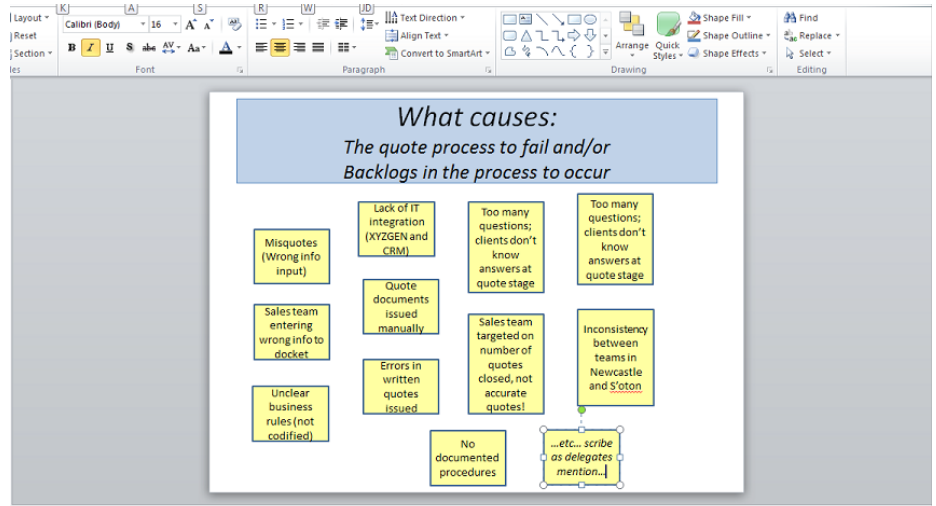 K A S R W JD
Layout
Reset
Section
les
Calibri (Body) 16 A A
B I U S abc AV Aa A
Font
Paragraph
Text Direction
Align Text
Convert to SmartArt
Arrange
Quick
Styles
Shape Fill
Shape Outline
Shape Effects
Drawing
Find
Replace
Select
Editing
What causes:
The quote process to fail and/or
Backlogs in the process to occur
Misquotes
(Wrong info
input)
Lack of IT
integration
(XYZGEN and
CRM)
Too many
questions;
clients don't
know
answers at
quote stage
Too many
questions;
clients don't
know
answers at
quote stage
Sales team
entering
wrong info to
docket
Quote
documents
issued
manually
Sales team
targeted on
number of
quotes
closed, not
accurate
quotes!
Inconsistency
between
teams in
Newcastle
and S'oton
Unclear
business
rules (not
codified)
Errors in
written
quotes
issued
No
documented
procedures
...etc... scribe
as delegates
mention...